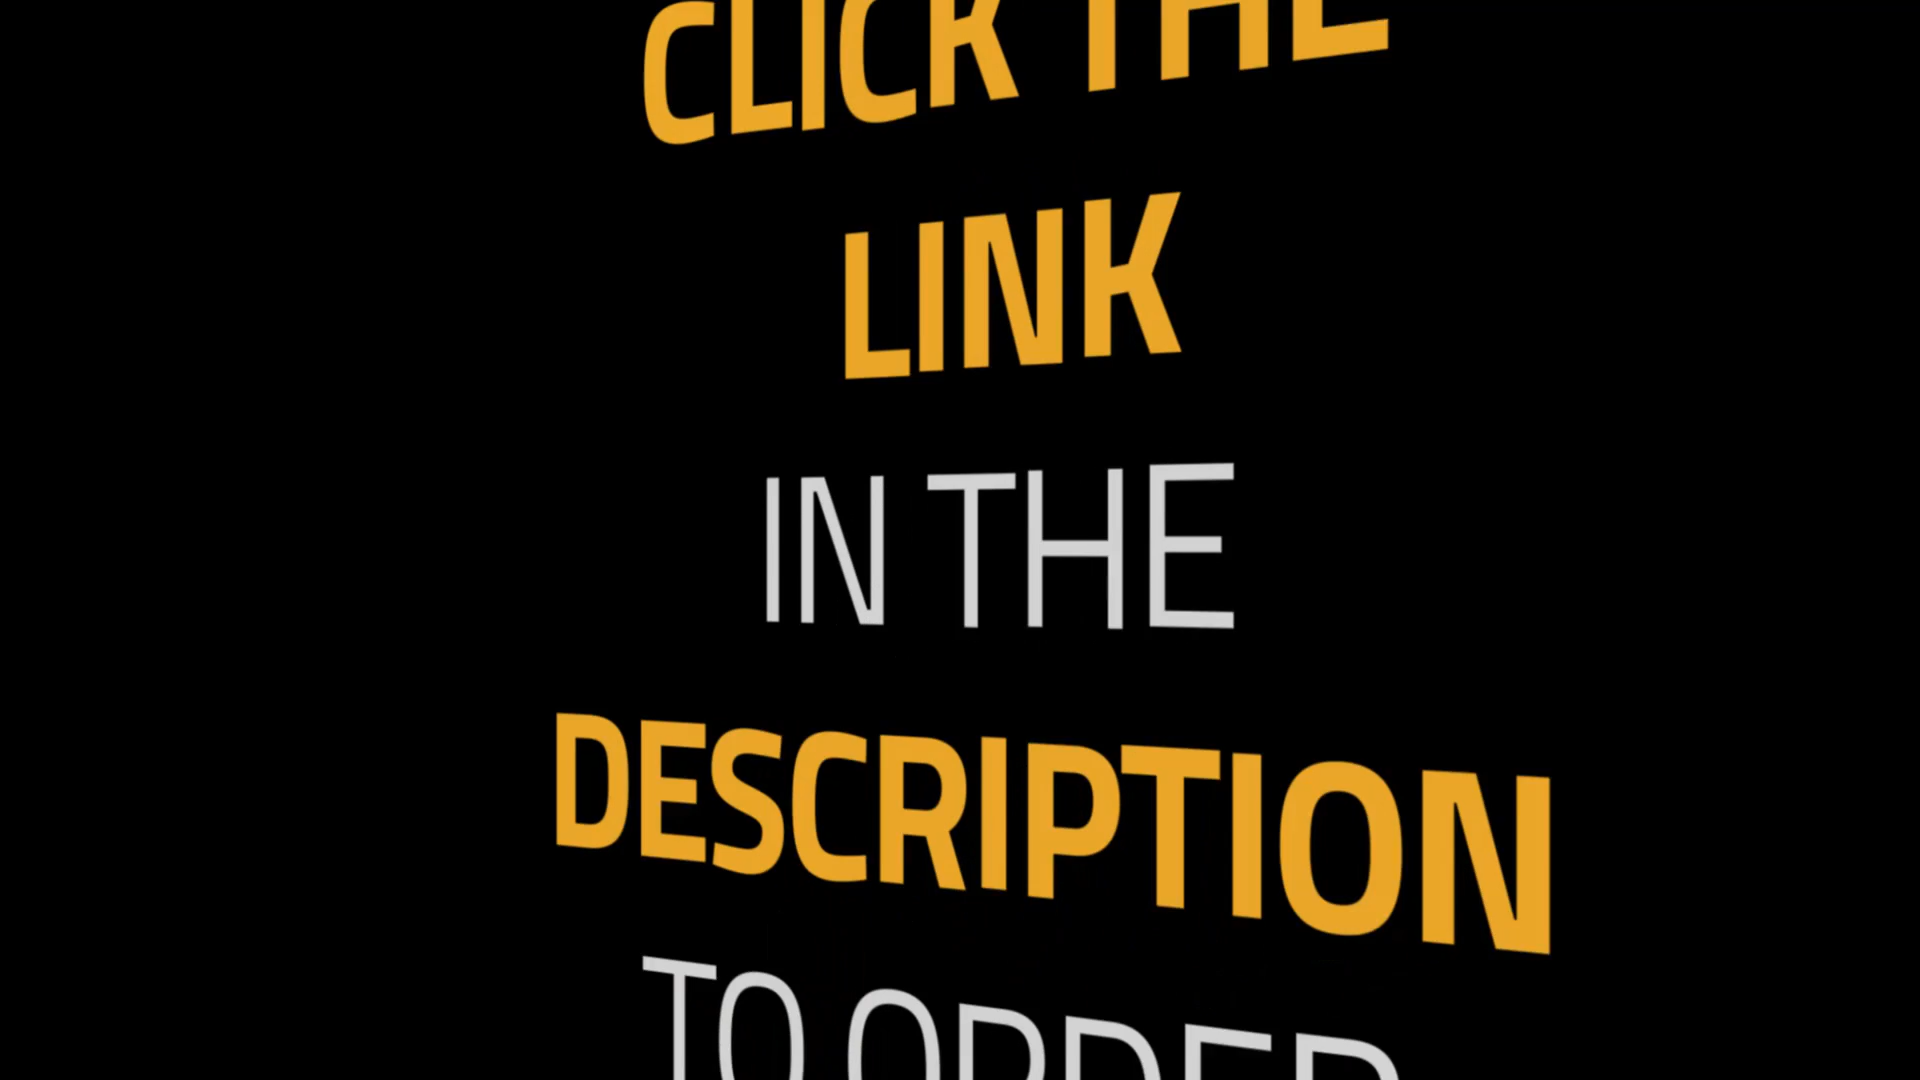 CLICK THE
LINK
IN THE
DESCRIPTION
TO ORDER